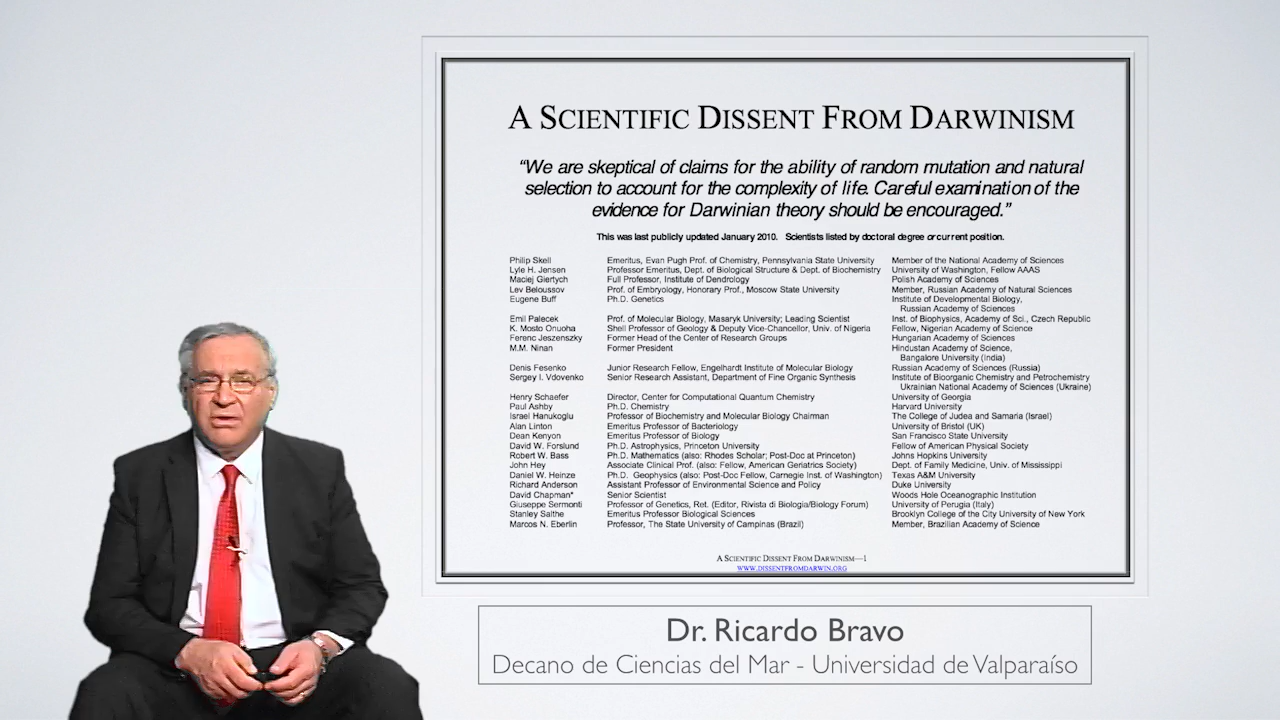 A SCIENTIFIC DISSENT FROM DARWINISM
“We are skeptical of claims for the ability of random mutation and natural
selection to account for the complexity of life. Careful examination of the
evidence for Darwinian theory should be encouraged.”
This was last publicly updated January 2010. Scientists listed by doctoral degree or current position.
Philip Skell Emeritus, Evan Pugh Prof. of Chemistry, Pennsylvania State University Member of the National Academy of Sciences
Lyle H. Jensen Professor Emeritus, Dept. of Biological Structure & Dept. of Biochemistry University of Washington, Fellow AAAS
Maciej Giertych Full Professor, Institute of Dendrology Polish Academy of Sciences
Lev Beloussov Prof. of Embryology, Honorary Prof., Moscow State University Member, Russian Academy of Natural Sciences
Eugene Buff Ph.D. Genetics Institute of Developmental Biology,
Russian Academy of Sciences
Emil Palecek Prof. of Molecular Biology, Masaryk University; Leading Scientist Inst. of Biophysics, Academy of Sci., Czech Republic
K. Mosto Onuoha Shell Professor of Geology & Deputy Vice-Chancellor, Univ. of Nigeria Fellow, Nigerian Academy of Science
Ferenc Jeszenszky Former Head of the Center of Research Groups Hungarian Academy of Sciences
M.M. Ninan Former President Hindustan Academy of Science,
Bangalore University (India)
Denis Fesenko Junior Research Fellow, Engelhardt Institute of Molecular Biology Russian Academy of Sciences (Russia)
Sergey I. Vdovenko Senior Research Assistant, Department of Fine Organic Synthesis Institute of Bioorganic Chemistry and Petrochemistry
Ukrainian National Academy of Sciences (Ukraine)
Henry Schaefer Director, Center for Computational Quantum Chemistry University of Georgia
Paul Ashby Ph.D. Chemistry Harvard University
Israel Hanukoglu Professor of Biochemistry and Molecular Biology Chairman The College of Judea and Samaria (Israel)
Alan Linton Emeritus Professor of Bacteriology University of Bristol (UK)
Dean Kenyon Emeritus Professor of Biology San Francisco State University
David W. Forslund Ph.D. Astrophysics, Princeton University Fellow of American Physical Society
Robert W. Bass Ph.D. Mathematics (also: Rhodes Scholar; Post-Doc at Princeton) Johns Hopkins University
John Hey Associate Clinical Prof. (also: Fellow, American Geriatrics Society) Dept. of Family Medicine, Univ. of Mississippi
Daniel W. Heinze Ph.D. Geophysics (also: Post-Doc Fellow, Carnegie Inst. of Washington) Texas A&M University
Richard Anderson Assistant Professor of Environmental Science and Policy Duke University
David Chapman* Senior Scientist Woods Hole Oceanographic Institution
Giuseppe Sermonti Professor of Genetics, Ret. (Editor, Rivista di Biologia/Biology Forum) University of Perugia (Italy)
Stanley Salthe Emeritus Professor Biological Sciences Brooklyn College of the City University of New York
Marcos N. Eberlin Professor, The State University of Campinas (Brazil) Member, Brazilian Academy of Science
A SCIENTIFIC DISSENT FROM DARWINISM—1
WWW.DISSENTFROMDARWIN.ORG
Dr. Ricardo Bravo
Decano de Ciencias del Mar - Universidad de Valparaíso